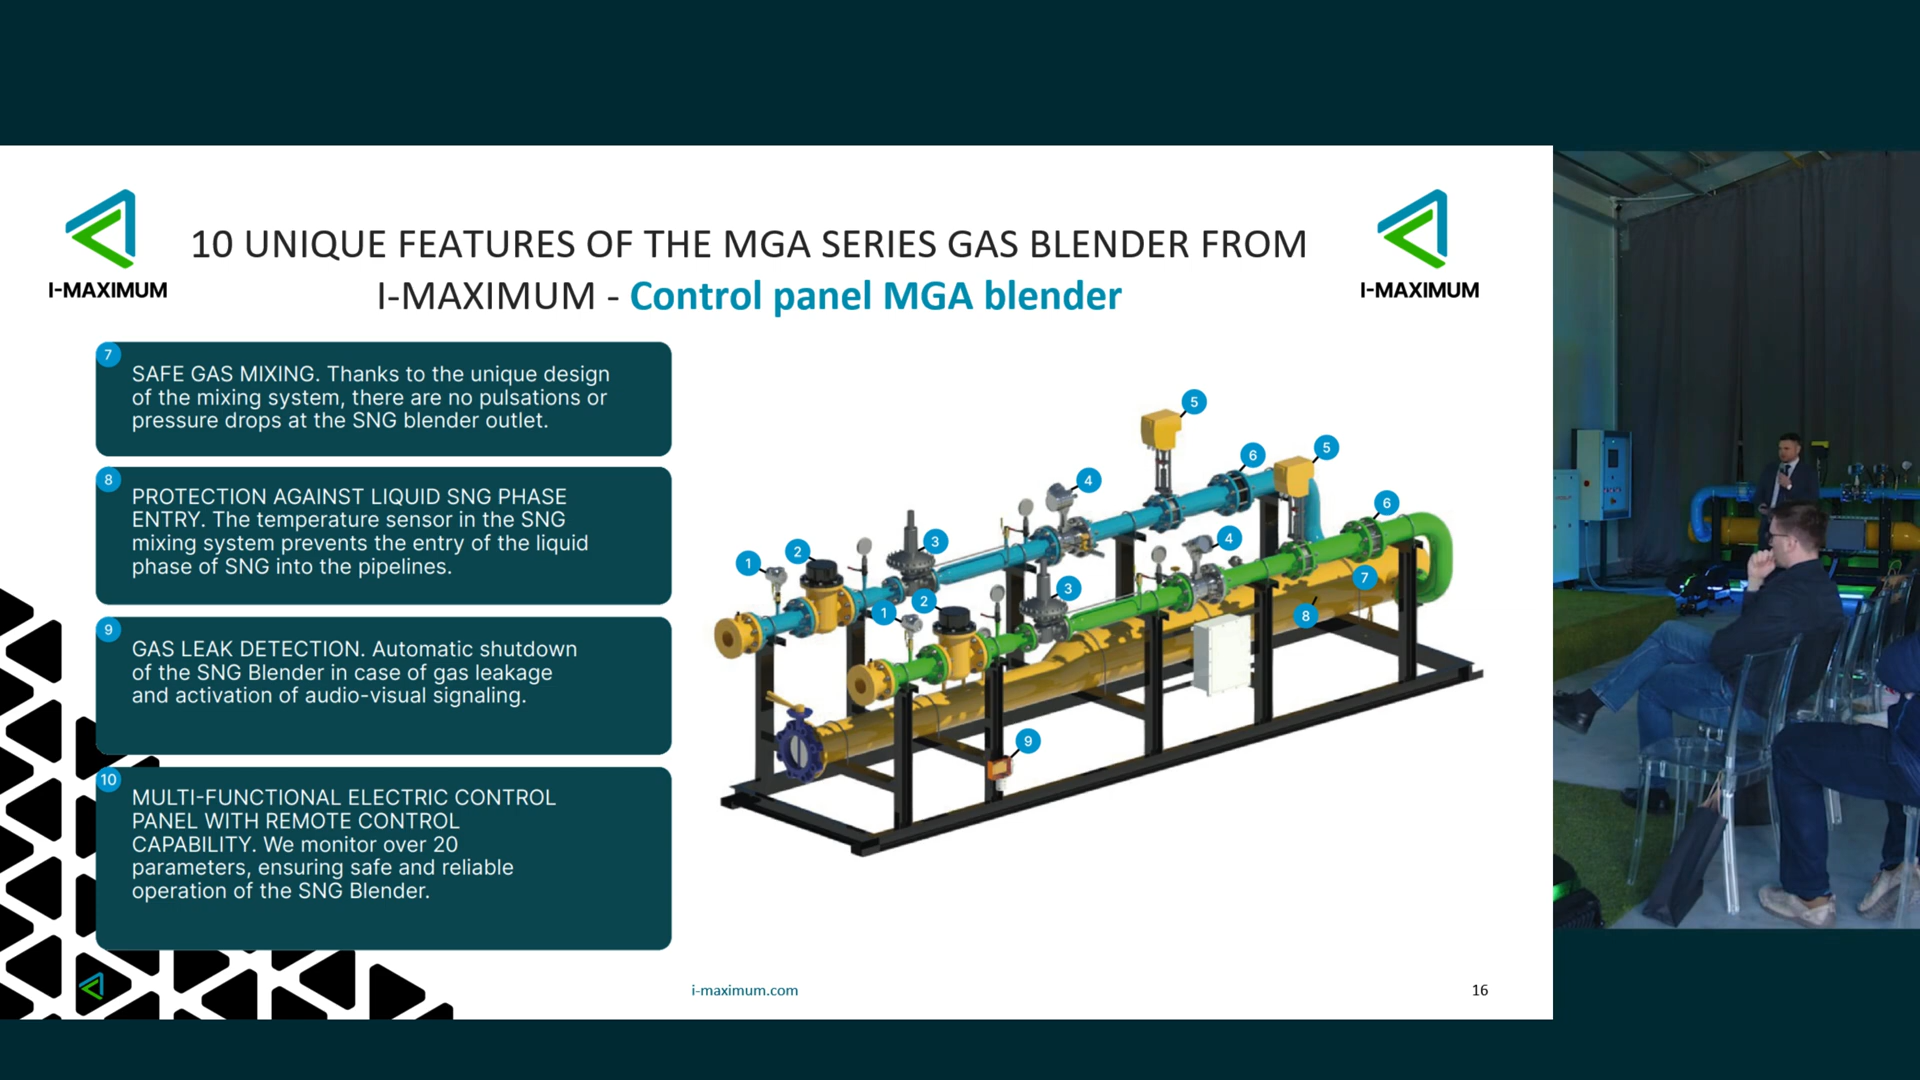 I-MAXIMUM
10 UNIQUE FEATURES OF THE MGA SERIES GAS BLENDER FROM
I-MAXIMUM - Control panel MGA blender
I-MAXIMUM
7
SAFE GAS MIXING. Thanks to the unique design
of the mixing system, there are no pulsations or
pressure drops at the SNG blender outlet.
8
PROTECTION AGAINST LIQUID SNG PHASE
ENTRY. The temperature sensor in the SNG
mixing system prevents the entry of the liquid
phase of SNG into the pipelines.
9
GAS LEAK DETECTION. Automatic shutdown
of the SNG Blender in case of gas leakage
and activation of audio-visual signaling.
10
MULTI-FUNCTIONAL ELECTRIC CONTROL
PANEL WITH REMOTE CONTROL
CAPABILITY. We monitor over 20
parameters, ensuring safe and reliable
operation of the SNG Blender.
5
5
6
4
6
3
4
2
1
7
3
2
1
8
9
i-maximum.com
16